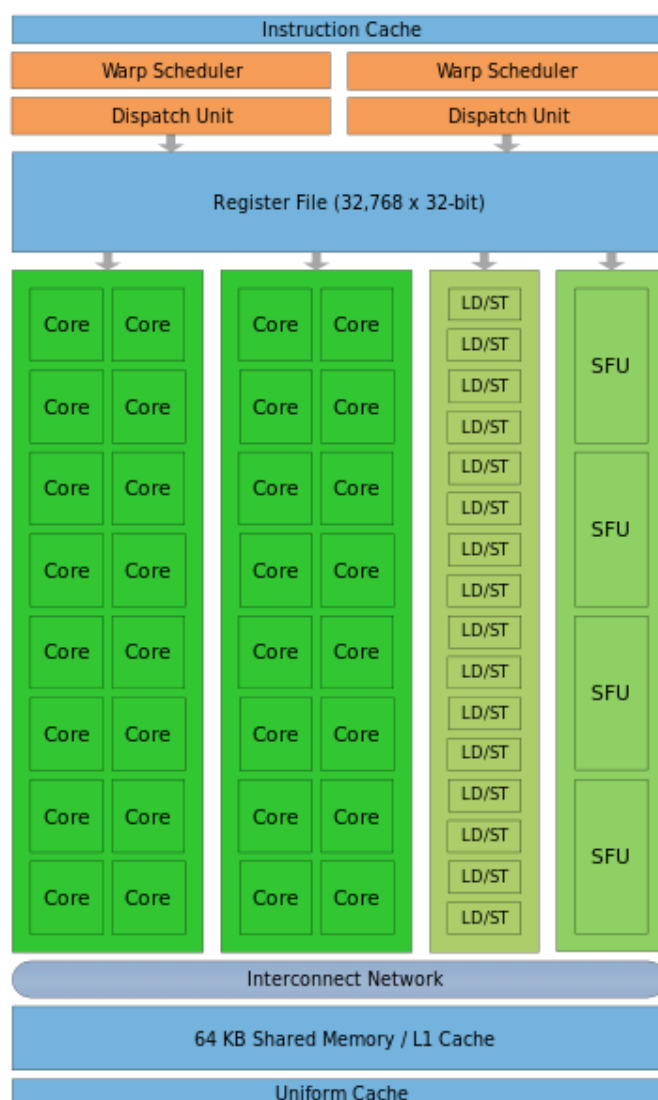 Instruction Cache
Warp Scheduler Warp Scheduler
Dispatch Unit Dispatch Unit
Register File (32,768 x 32-bit)
Core Core Core Core LD/ST SFU
LD/ST
Core Core Core Core LD/ST
LD/ST
Core Core Core Core LD/ST SFU
LD/ST
Core Core Core Core LD/ST
LD/ST
Core Core Core Core LD/ST SFU
LD/ST
Core Core Core Core LD/ST
LD/ST
Core Core Core Core LD/ST SFU
LD/ST
Core Core Core Core LD/ST
LD/ST
Interconnect Network
64 KB Shared Memory / L1 Cache
Uniform Cache